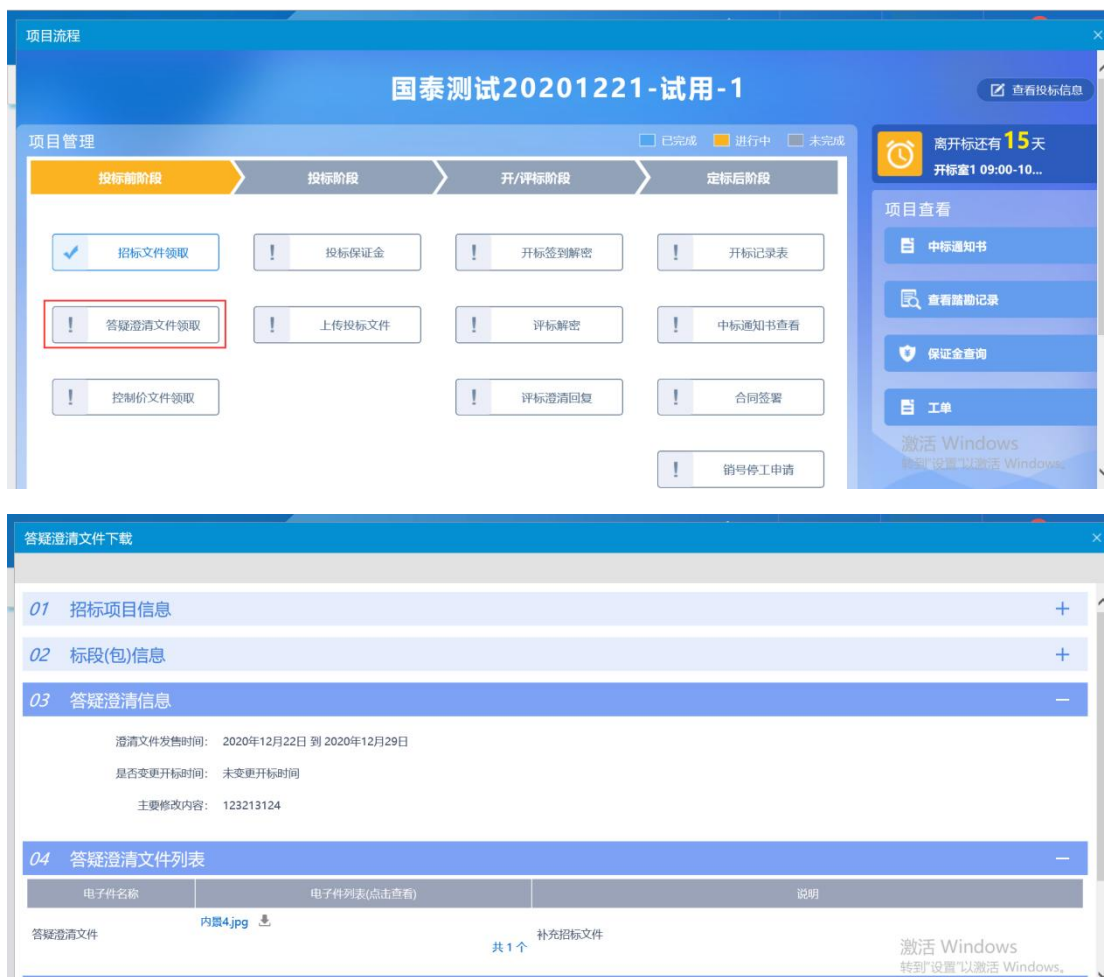 项目流程
国泰测试20201221-试用-1
查看投标信息
项目管理
已完成 进行中 未完成
离开标还有15天
开标室1 09:00-10...
投标前阶段 投标阶段 开/评标阶段 定标后阶段
项目查看
招标文件领取 投标保证金 开标签到解密 开标记录表
中标通知书
答疑澄清文件领取 上传投标文件 评标解密 中标通知书查看
查看踏勘记录
控制价文件领取 评标澄清回复 合同签署
保证金查询
工单
销号停工申请
激活 Windows
转到"设置"以激活 Windows。
答疑澄清文件下载
01 招标项目信息
02 标段(包)信息
03 答疑澄清信息
澄清文件发售时间: 2020年12月22日 到 2020年12月29日
是否变更开标时间: 未变更开标时间
主要修改内容: 123213124
04 答疑澄清文件列表
电子件名称 电子件列表(点击查看) 说明
答疑澄清文件 内景4.jpg 共 1 个 补充招标文件
激活 Windows
转到"设置"以激活 Windows。